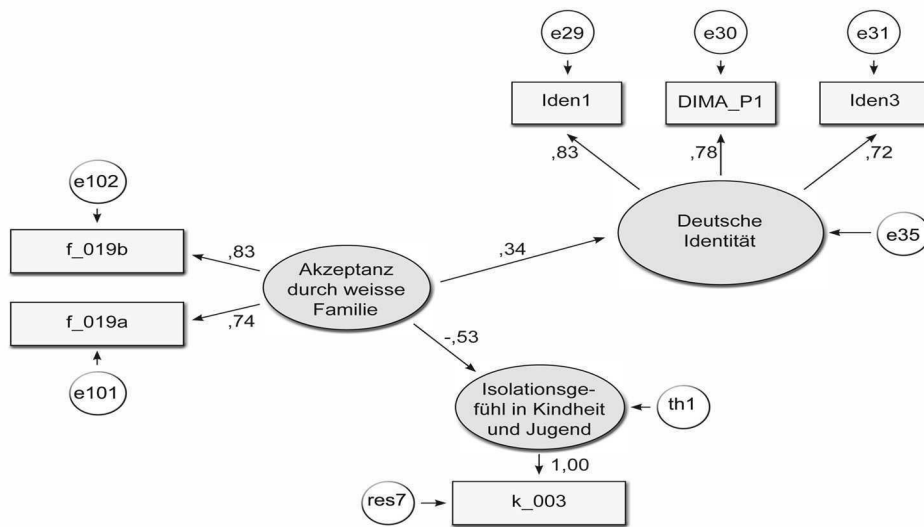 e29
e30
e31
Iden1
DIMA_P1
Iden3
,83
,78
,72
e102
Deutsche
Identität
e35
f_019b
,83
,34
Akzeptanz
durch weisse
Familie
f_019a
,74
-,53
e101
Isolationsge-
fühl in Kindheit
und Jugend
th1
1,00
res7
k_003